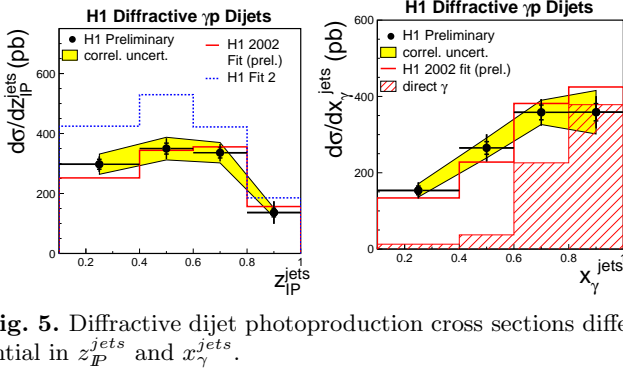 H1 Diffractive γp Dijets
dσ/dz_IP^jets (pb)
H1 Preliminary
correl. uncert.
H1 2002
Fit (prel.)
H1 Fit 2
600
400
200
0
0.2 0.4 0.6 0.8 1
z_IP^jets
H1 Diffractive γp Dijets
dσ/dx_γ^jets (pb)
H1 Preliminary
correl. uncert.
H1 2002 fit (prel.)
direct γ
600
400
200
0
0.2 0.4 0.6 0.8 1
x_γ^jets
ig. 5. Diffractive dijet photoproduction cross sections diffe
ntial in z_IP^jets and x_γ^jets.